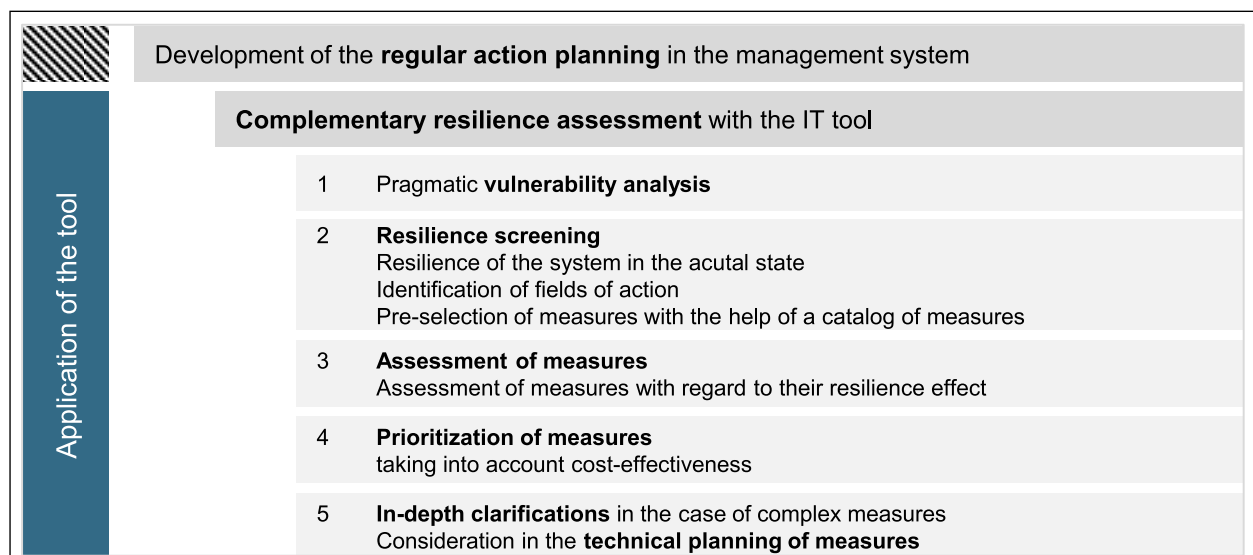 Development of the regular action planning in the management system
Application of the tool
Complementary resilience assessment with the IT tool
1 Pragmatic vulnerability analysis
2 Resilience screening
Resilience of the system in the acutal state
Identification of fields of action
Pre-selection of measures with the help of a catalog of measures
3 Assessment of measures
Assessment of measures with regard to their resilience effect
4 Prioritization of measures
taking into account cost-effectiveness
5 In-depth clarifications in the case of complex measures
Consideration in the technical planning of measures